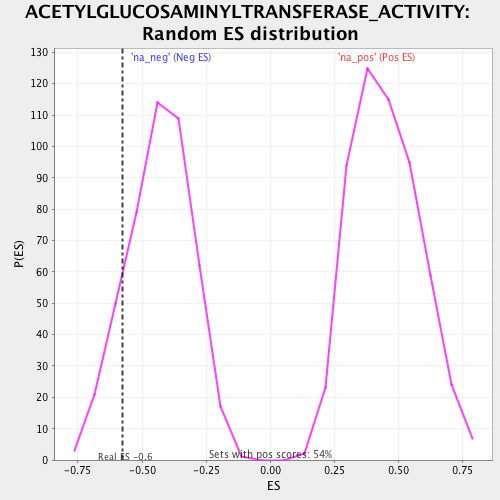 ACETYLGLUCOSAMINYLTRANSFERASE_ACTIVITY:
Random ES distribution
'na_neg' (Neg ES)
'na_pos' (Pos ES)
130
120
110
100
90
80
70
60
50
40
30
20
10
0
P(ES)
Real ES -0.6
Sets with pos scores: 54%
-0.75
-0.50
-0.25
0.00
0.25
0.50
0.75
ES